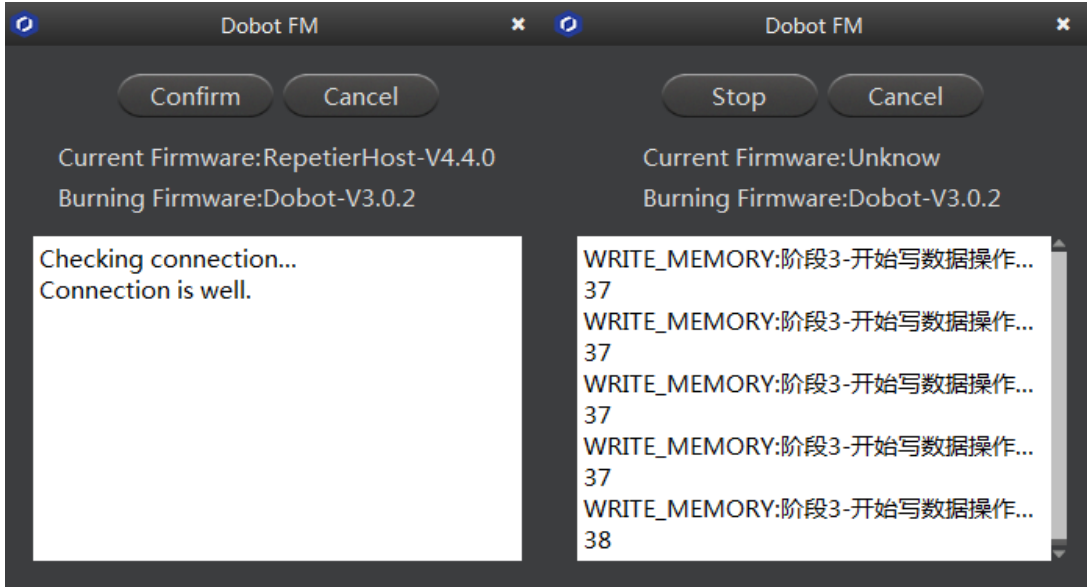 Dobot FM
Confirm
Cancel
Current Firmware:RepetierHost-V4.4.0
Burning Firmware:Dobot-V3.0.2
Checking connection...
Connection is well.
Dobot FM
Stop
Cancel
Current Firmware:Unknow
Burning Firmware:Dobot-V3.0.2
WRITE_MEMORY:阶段3-开始写数据操作...
37
WRITE_MEMORY:阶段3-开始写数据操作...
37
WRITE_MEMORY:阶段3-开始写数据操作...
37
WRITE_MEMORY:阶段3-开始写数据操作...
37
WRITE_MEMORY:阶段3-开始写数据操作...
38